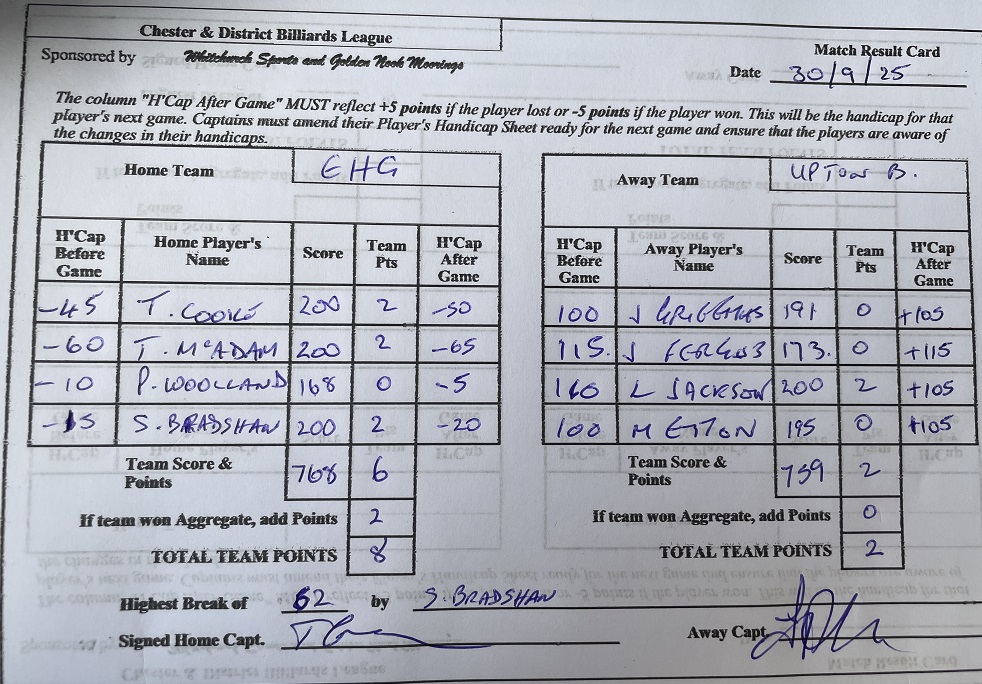 Chester & District Billiards League
Sponsored by Whitchurch Sports and Golden Nook Moorings
Match Result Card
Date 30/9/25
The column "H'Cap After Game" MUST reflect +5 points if the player lost or -5 points if the player won. This will be the handicap for that
player's next game. Captains must amend their Player's Handicap Sheet ready for the next game and ensure that the players are aware of
the changes in their handicaps.
Home Team EHG
H'Cap Before Game Home Player's Name Score Team Pts H'Cap After Game
-45 T. COOKE 200 2 -50
-60 T. McADAM 200 2 -65
-10 P. WOOLLAND 168 0 -5
-15 S. BRADSHAW 200 2 -20
Team Score & Points 768 6
If team won Aggregate, add Points 2
TOTAL TEAM POINTS 8
Away Team UPTON B.
H'Cap Before Game Away Player's Name Score Team Pts H'Cap After Game
100 J GRIFFITHS 191 0 +105
115. J 173. 0 +115
L JACKSON 200 2 +105
100 M ETTON 195 0 +105
Team Score & Points 759 2
If team won Aggregate, add Points 0
TOTAL TEAM POINTS 2
Highest Break of 62 by S. BRADSHAW
Signed Home Capt.
Away Capt.